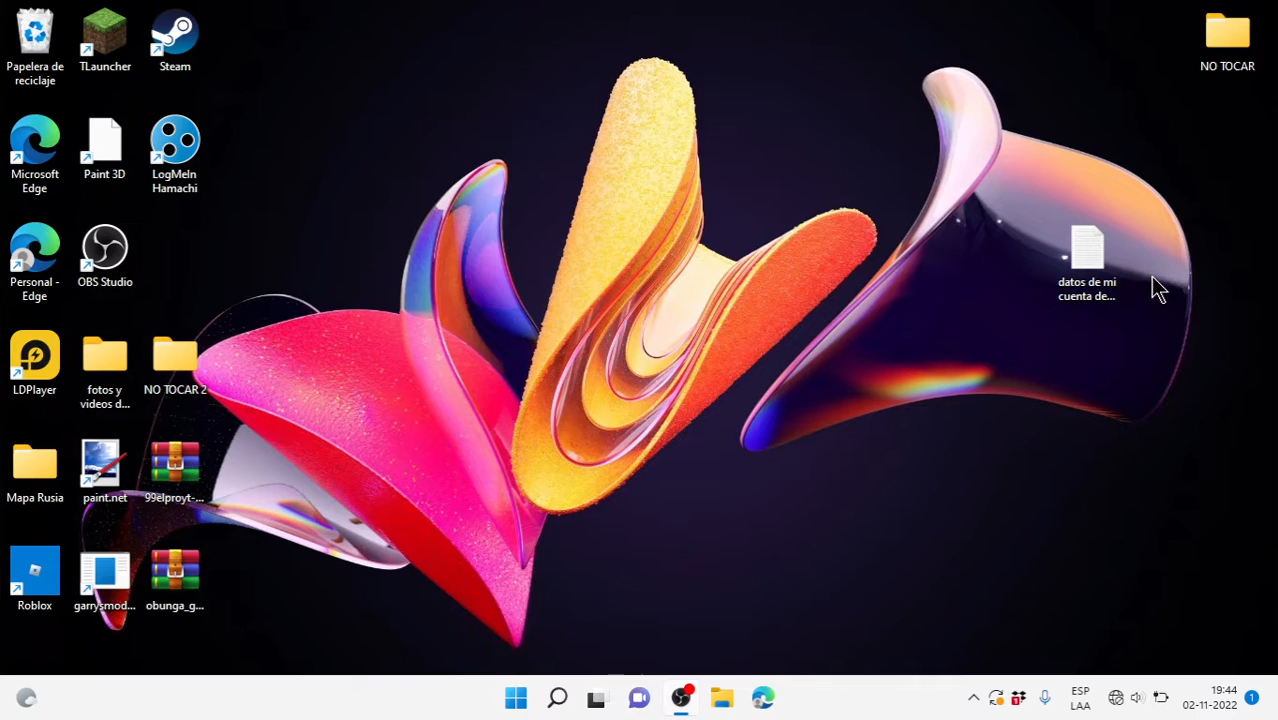 Papelera de
reciclaje
TLauncher
Steam
NO TOCAR
Microsoft
Edge
Paint 3D
LogMeIn
Hamachi
Personal -
Edge
OBS Studio
datos de mi
cuenta de...
LDPlayer
fotos y
videos d...
NO TOCAR 2
Mapa Rusia
paint.net
99elproyt-...
Roblox
garrysmod...
obunga_g...
ESP
LAA
19:44
02-11-2022
1